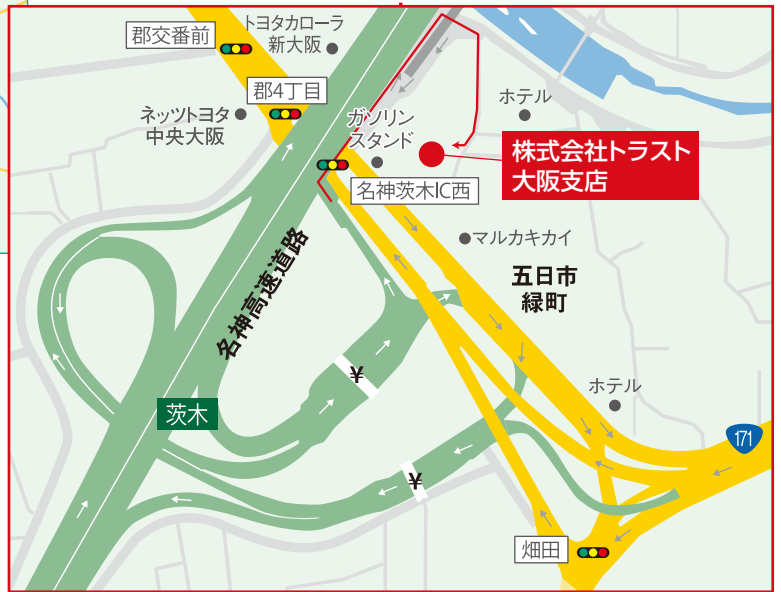 郡交番前
トヨタカローラ
新大阪
郡4丁目
ネッツトヨタ
中央大阪
ガソリン
スタンド
ホテル
株式会社トラスト
大阪支店
名神茨木IC西
マルカキカイ
名神高速道路
五日市
緑町
¥
ホテル
茨木
171
¥
畑田